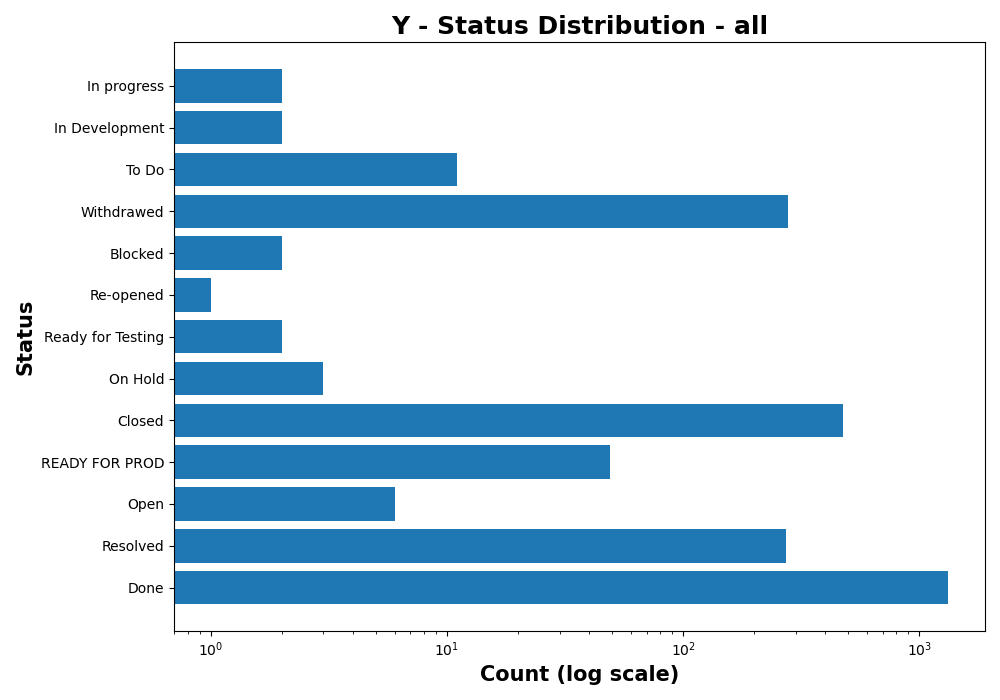 Y - Status Distribution - all
In progress
In Development
To Do
Withdrawed
Blocked
Re-opened
Ready for Testing
On Hold
Closed
READY FOR PROD
Open
Resolved
Done
Status
10⁰ 10¹ 10² 10³
Count (log scale)